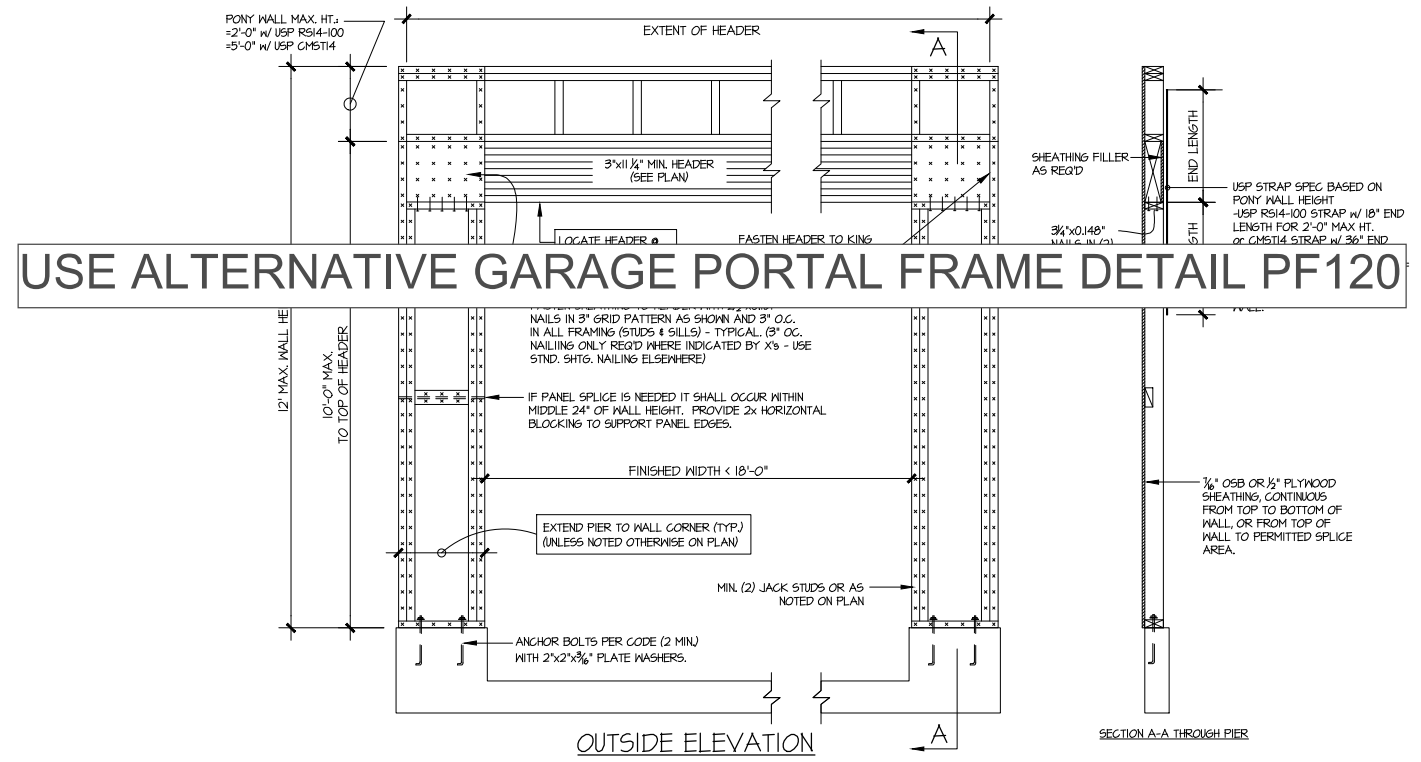 PONY WALL MAX. HT.:
=2'-0" W/ USP RS14-100
=5'-0" W/ USP CMST14
EXTENT OF HEADER
A
3"x11 1/4" MIN. HEADER
(SEE PLAN)
SHEATHING FILLER
AS REQ'D
END LENGTH
USP STRAP SPEC BASED ON
PONY WALL HEIGHT
-USP RS14-100 STRAP W/ 18" END
LENGTH FOR 2'-0" MAX HT.
or CMST14 STRAP W/ 36" END
3 1/4"x0.148"
NAILS IN (2)
LOCATE HEADER @
FASTEN HEADER TO KING
USE ALTERNATIVE GARAGE PORTAL FRAME DETAIL PF120
NAILS IN 3" GRID PATTERN AS SHOWN AND 3" O.C.
IN ALL FRAMING (STUDS & SILLS) - TYPICAL. (3" OC.
NAILIING ONLY REQ'D WHERE INDICATED BY X's - USE
STND. SHTG. NAILING ELSEWHERE)
12' MAX. WALL
10'-0" MAX.
TO TOP OF HEADER
IF PANEL SPLICE IS NEEDED IT SHALL OCCUR WITHIN
MIDDLE 24" OF WALL HEIGHT. PROVIDE 2x HORIZONTAL
BLOCKING TO SUPPORT PANEL EDGES.
FINISHED WIDTH < 18'-0"
7/16" OSB OR 1/2" PLYWOOD
SHEATHING, CONTINUOUS
FROM TOP TO BOTTOM OF
WALL, OR FROM TOP OF
WALL TO PERMITTED SPLICE
AREA.
EXTEND PIER TO WALL CORNER (TYP.)
(UNLESS NOTED OTHERWISE ON PLAN)
MIN. (2) JACK STUDS OR AS
NOTED ON PLAN
ANCHOR BOLTS PER CODE (2 MIN.)
WITH 2"x2"x3/16" PLATE WASHERS.
A
OUTSIDE ELEVATION
SECTION A-A THROUGH PIER